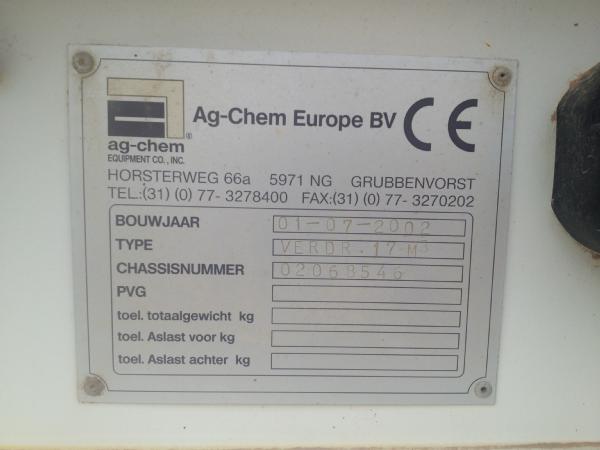 Ag-Chem Europe BV CE
ag-chem ®
EQUIPMENT CO., INC.
HORSTERWEG 66a 5971 NG GRUBBENVORST
TEL.:(31) (0) 77- 3278400 FAX:(31) (0) 77- 3270202
BOUWJAAR 01-07-2002
TYPE VERDR.17-M3
CHASSISNUMMER 02068546
PVG
toel. totaalgewicht kg
toel. Aslast voor kg
toel. Aslast achter kg